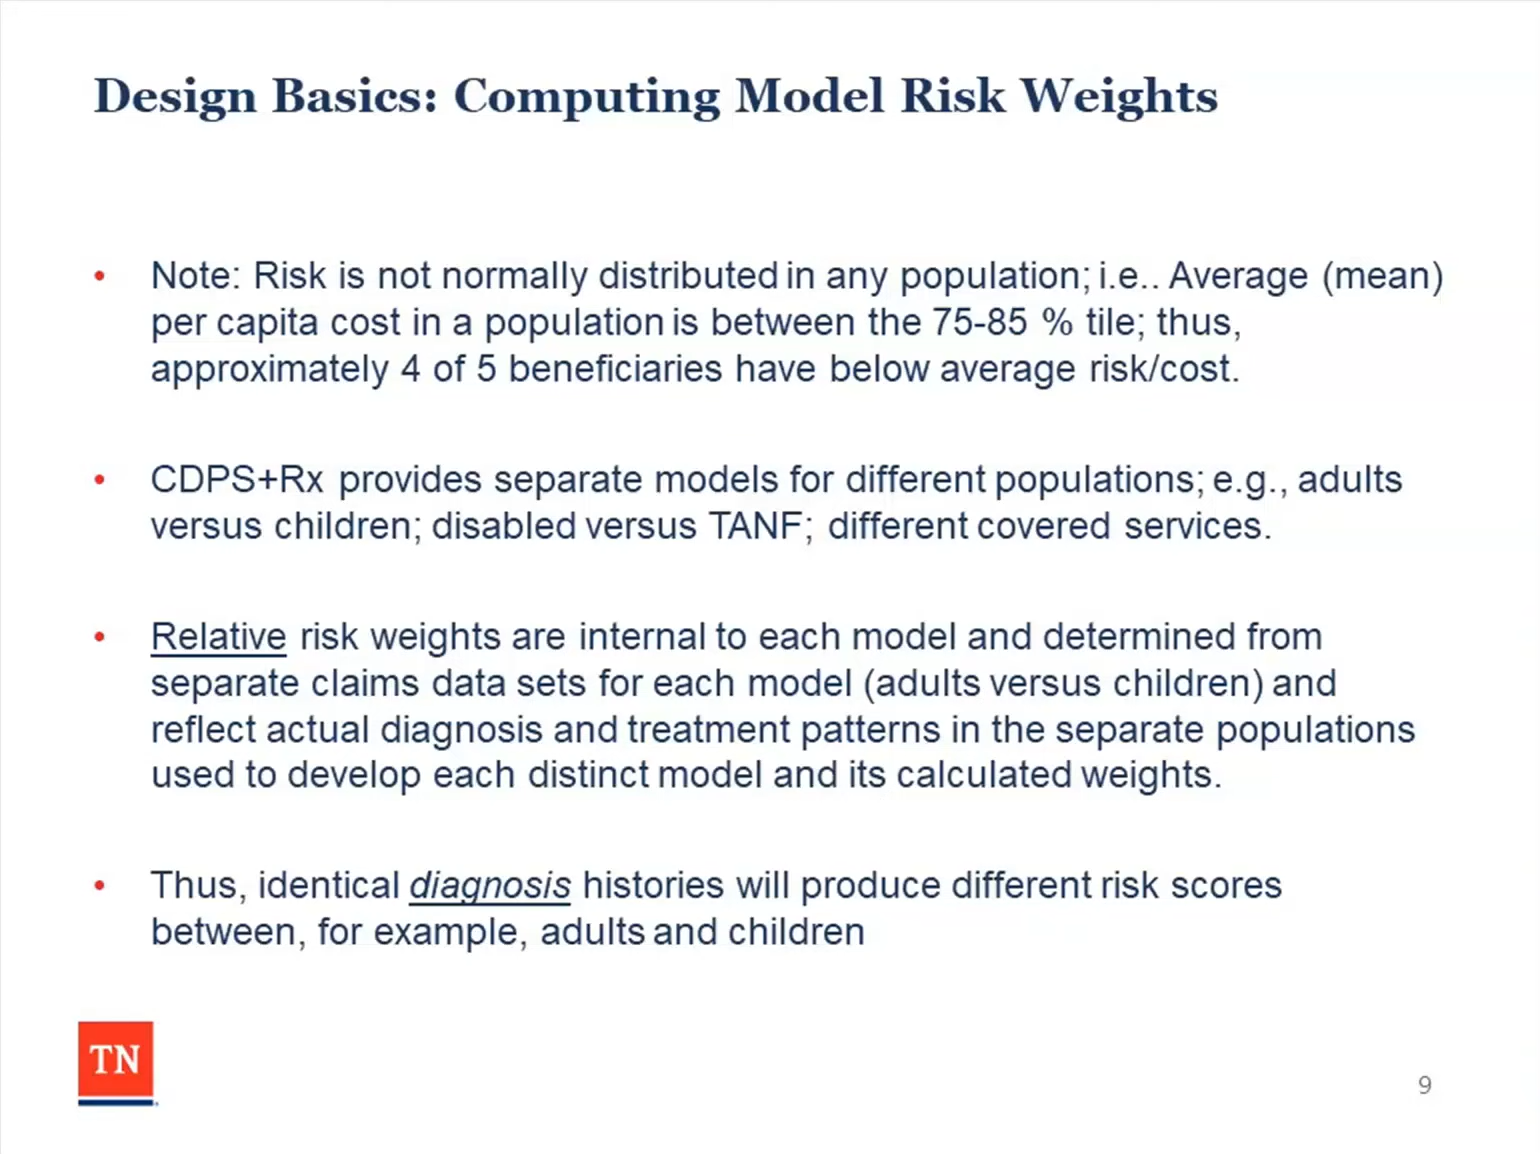 Design Basics: Computing Model Risk Weights
• Note: Risk is not normally distributed in any population; i.e.. Average (mean)
per capita cost in a population is between the 75-85 % tile; thus,
approximately 4 of 5 beneficiaries have below average risk/cost.
• CDPS+Rx provides separate models for different populations; e.g., adults
versus children; disabled versus TANF; different covered services.
• Relative risk weights are internal to each model and determined from
separate claims data sets for each model (adults versus children) and
reflect actual diagnosis and treatment patterns in the separate populations
used to develop each distinct model and its calculated weights.
• Thus, identical diagnosis histories will produce different risk scores
between, for example, adults and children
TN
9